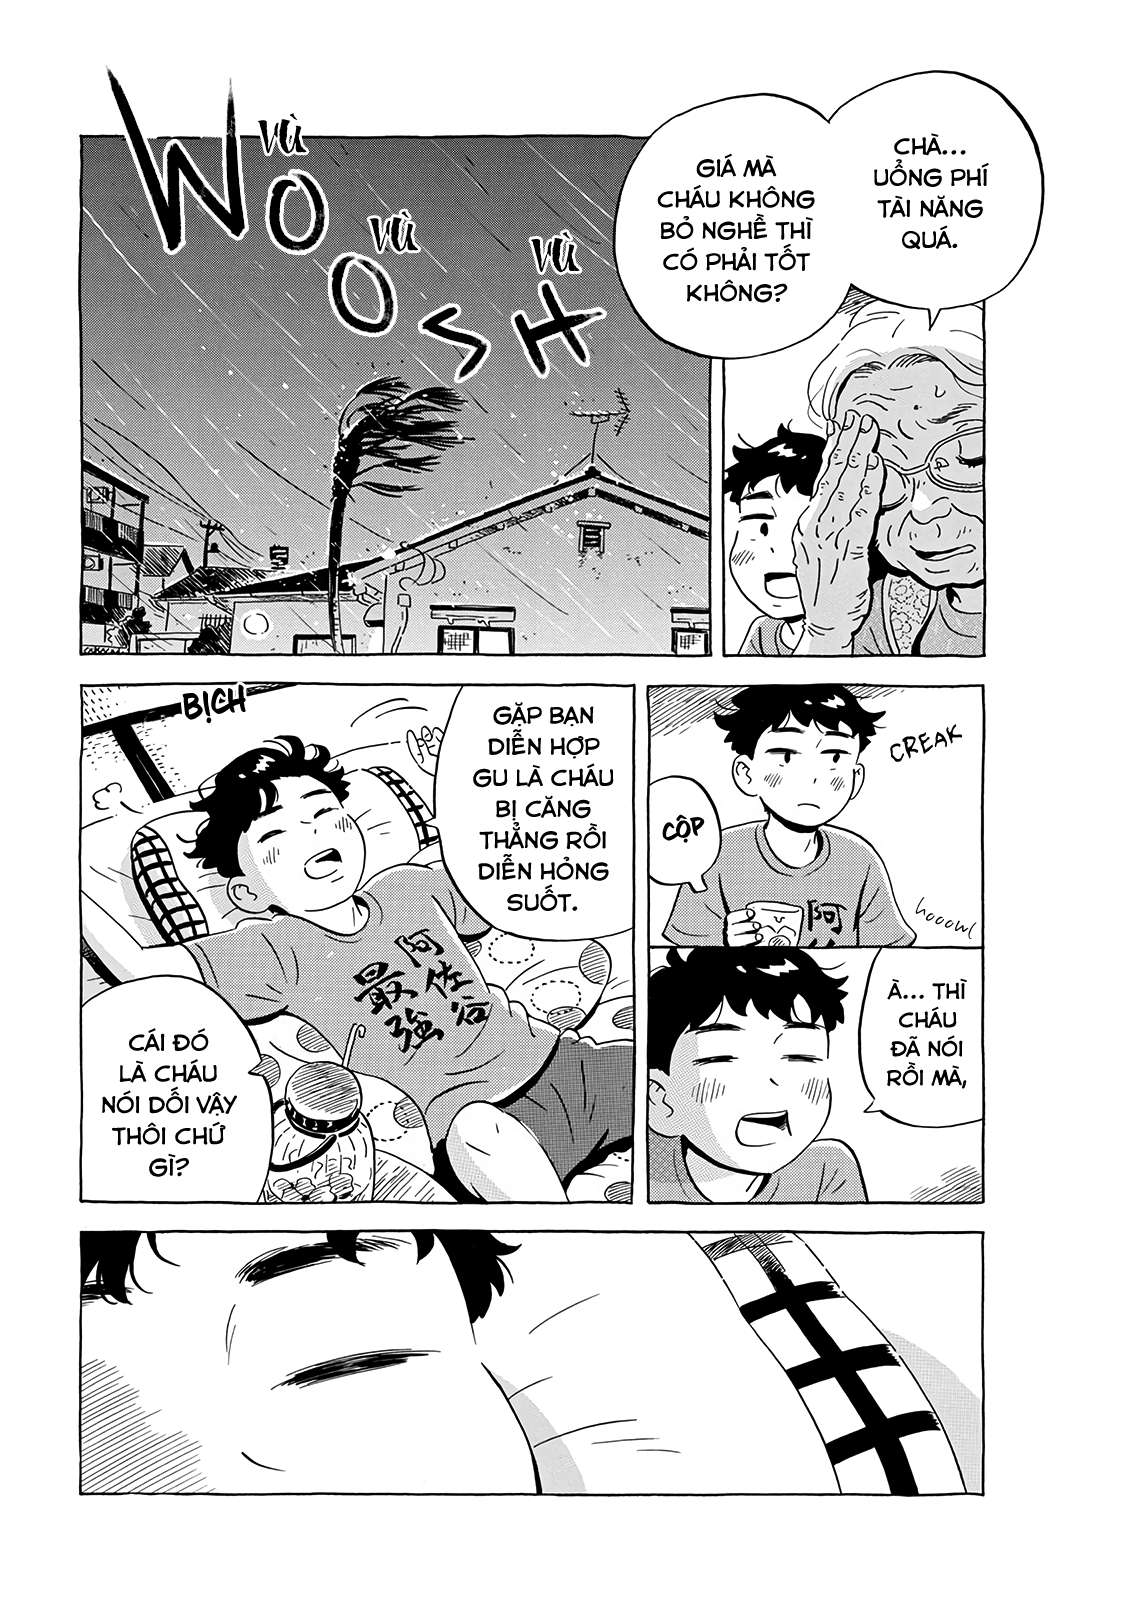 CHÀ...
UỔNG PHÍ
TÀI NĂNG
QUÁ.
GIÁ MÀ
CHÁU KHÔNG
BỎ NGHỀ THÌ
CÓ PHẢI TỐT
KHÔNG?
WOOSH
VÙ
VÙ
VÙ
CREAK
CỘP
hooowl
阿佐
À... THÌ
CHÁU
ĐÃ NÓI
RỒI MÀ,
GẶP BẠN
DIỄN HỢP
GU LÀ CHÁU
BỊ CĂNG
THẲNG RỒI
DIỄN HỎNG
SUỐT.
BỊCH
阿佐谷
最強
CÁI ĐÓ
LÀ CHÁU
NÓI DỐI VẬY
THÔI CHỨ
GÌ?